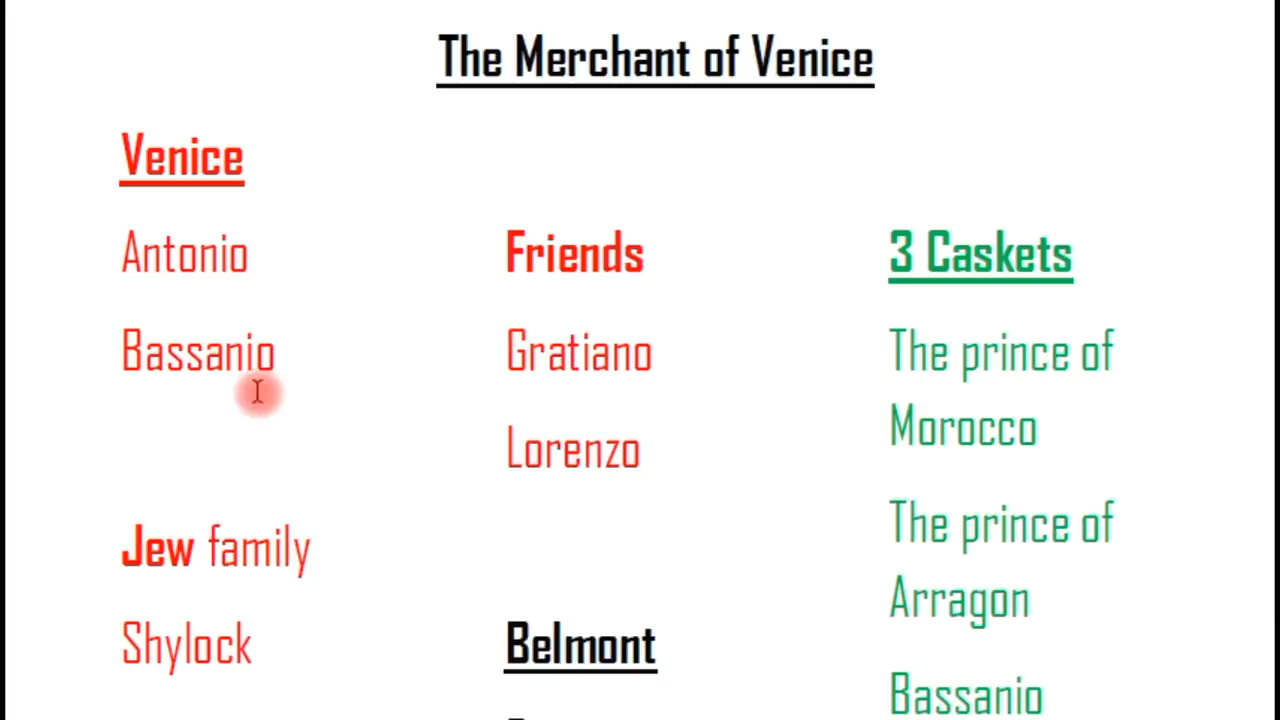 The Merchant of Venice
Venice
Antonio
Bassanio
Jew family
Shylock
Friends
Gratiano
Lorenzo
Belmont
3 Caskets
The prince of
Morocco
The prince of
Arragon
Bassanio